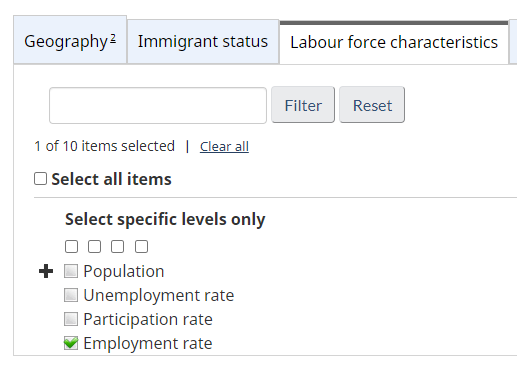 Geography 2 Immigrant status Labour force characteristics
Filter Reset
1 of 10 items selected | Clear all
Select all items
Select specific levels only
Population
Unemployment rate
Participation rate
Employment rate